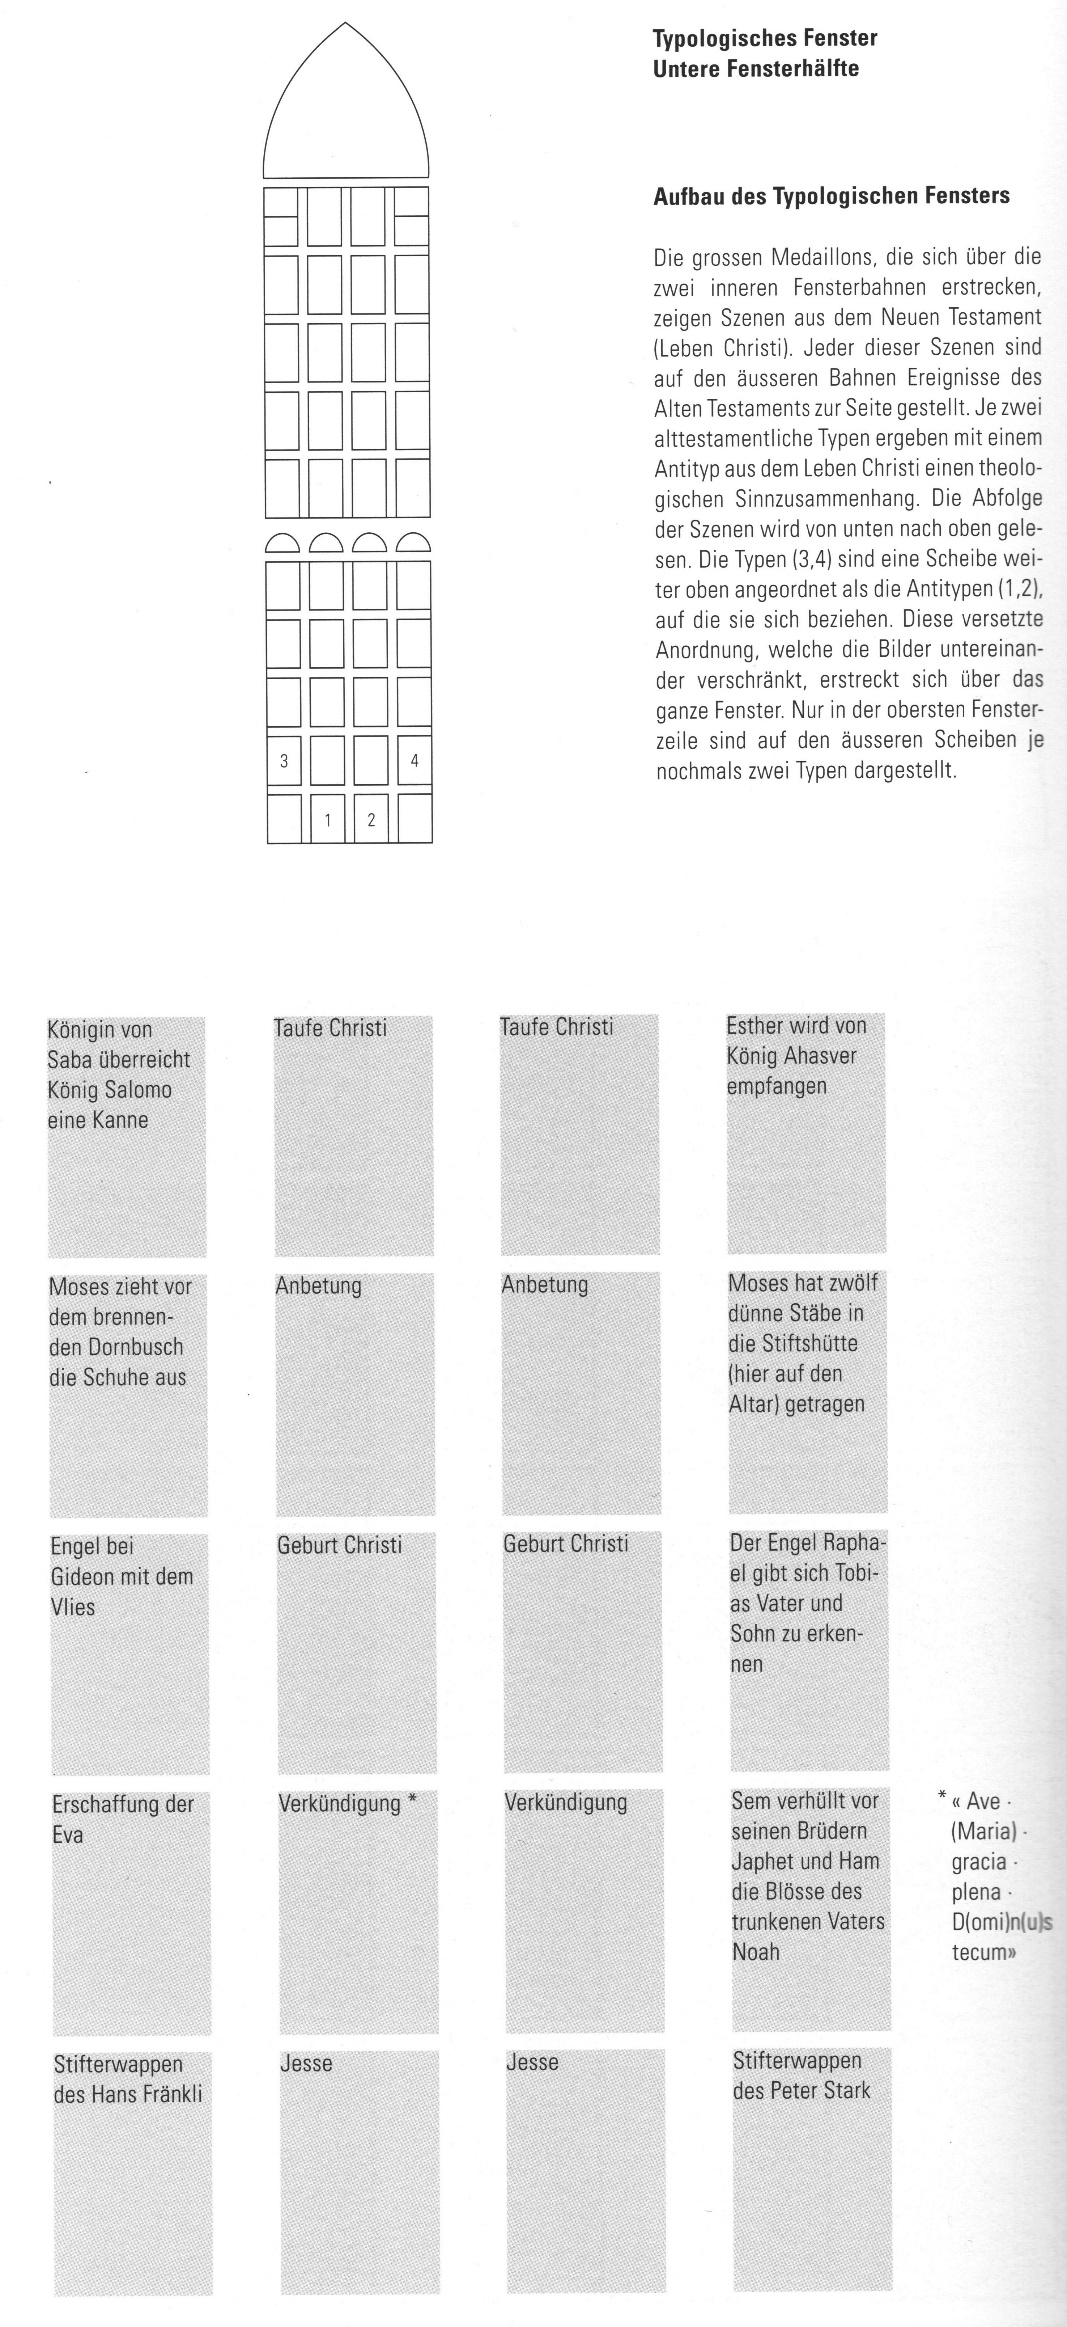 Typologisches Fenster
Untere Fensterhälfte
Aufbau des Typologischen Fensters
Die grossen Medaillons, die sich über die
zwei inneren Fensterbahnen erstrecken,
zeigen Szenen aus dem Neuen Testament
(Leben Christi). Jeder dieser Szenen sind
auf den äusseren Bahnen Ereignisse des
Alten Testaments zur Seite gestellt. Je zwei
alttestamentliche Typen ergeben mit einem
Antityp aus dem Leben Christi einen theolo-
gischen Sinnzusammenhang. Die Abfolge
der Szenen wird von unten nach oben gele-
sen. Die Typen (3,4) sind eine Scheibe wei-
ter oben angeordnet als die Antitypen (1,2),
auf die sie sich beziehen. Diese versetzte
Anordnung, welche die Bilder untereinan-
der verschränkt, erstreckt sich über das
ganze Fenster. Nur in der obersten Fenster-
zeile sind auf den äusseren Scheiben je
nochmals zwei Typen dargestellt.
3
4
1
2
Königin von
Saba überreicht
König Salomo
eine Kanne
Taufe Christi
Taufe Christi
Esther wird von
König Ahasver
empfangen
Moses zieht vor
dem brennen-
den Dornbusch
die Schuhe aus
Anbetung
Anbetung
Moses hat zwölf
dünne Stäbe in
die Stiftshütte
(hier auf den
Altar) getragen
Engel bei
Gideon mit dem
Vlies
Geburt Christi
Geburt Christi
Der Engel Rapha-
el gibt sich Tobi-
as Vater und
Sohn zu erken-
nen
Erschaffung der
Eva
Verkündigung *
Verkündigung
Sem verhüllt vor
seinen Brüdern
Japhet und Ham
die Blösse des
trunkenen Vaters
Noah
* « Ave ·
(Maria) ·
gracia ·
plena ·
D(omi)n(u)s
tecum»
Stifterwappen
des Hans Fränkli
Jesse
Jesse
Stifterwappen
des Peter Stark